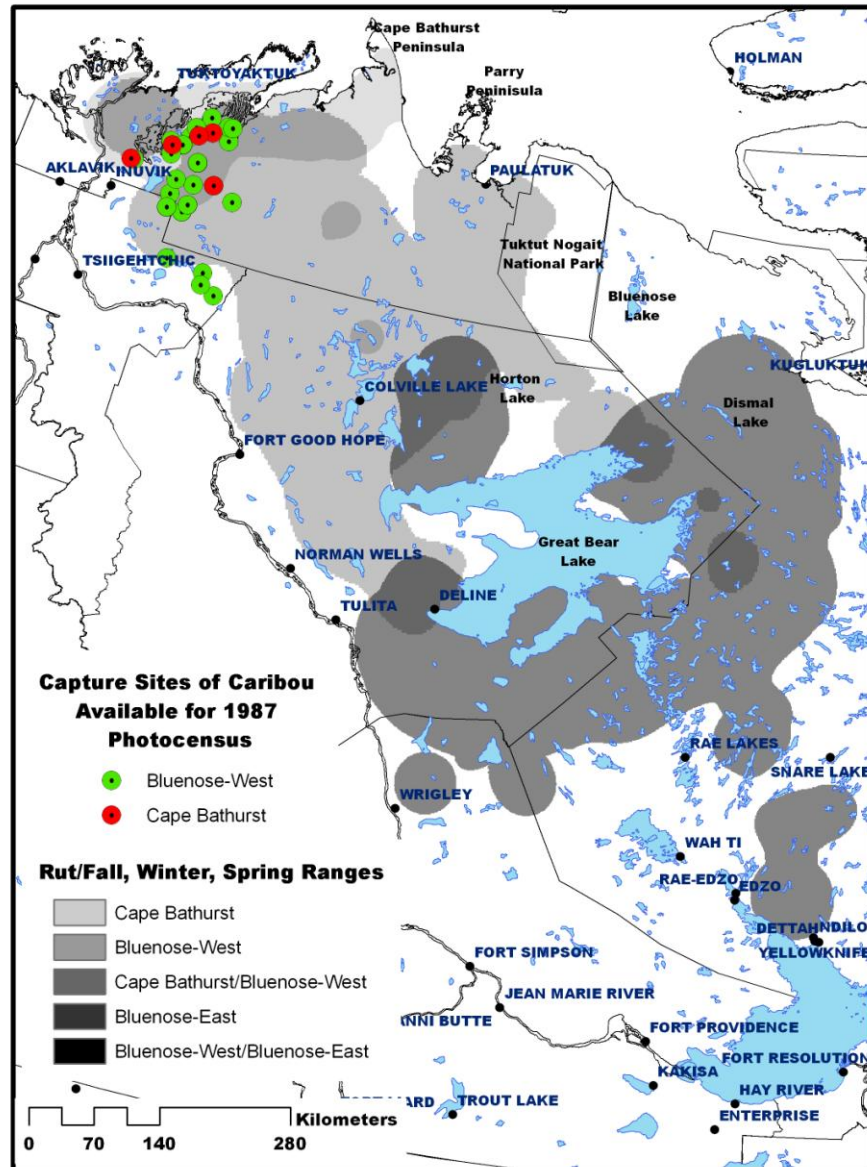 Cape Bathurst
Peninsula
HOLMAN
TUKTOYAKTUK
Parry
Peninisula
AKLAVIK
INUVIK
PAULATUK
Tuktut Nogait
National Park
TSIIGEHTCHIC
Bluenose
Lake
KUGLUKTUK
Horton
Lake
COLVILLE LAKE
Dismal
Lake
FORT GOOD HOPE
Great Bear
Lake
NORMAN WELLS
TULITA
DELINE
Capture Sites of Caribou
Available for 1987
Photocensus
Bluenose-West
Cape Bathurst
RAE LAKES
SNARE LAKE
WRIGLEY
WAH TI
RAE-EDZO
EDZO
Rut/Fall, Winter, Spring Ranges
Cape Bathurst
Bluenose-West
Cape Bathurst/Bluenose-West
Bluenose-East
Bluenose-West/Bluenose-East
DETTAH
NDILO
YELLOWKNIFE
FORT SIMPSON
JEAN MARIE RIVER
ANNI BUTTE
FORT PROVIDENCE
FORT RESOLUTION
KAKISA
HAY RIVER
ARD
TROUT LAKE
ENTERPRISE
Kilometers
0 70 140 280